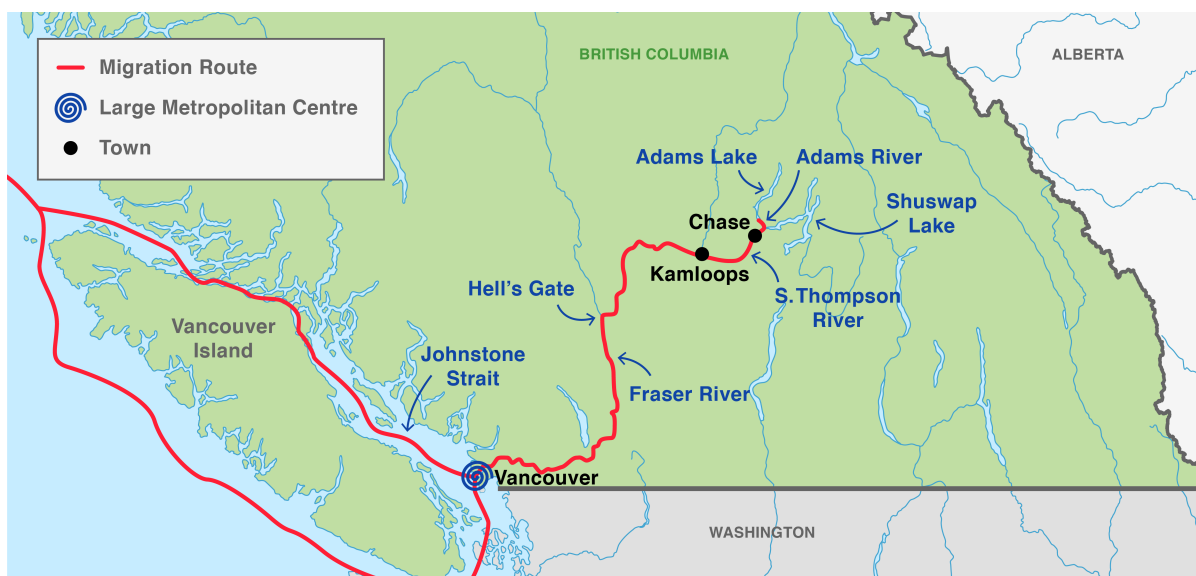 BRITISH COLUMBIA
ALBERTA
Migration Route
Large Metropolitan Centre
Town
Adams Lake
Adams River
Shuswap
Lake
Chase
Kamloops
S.Thompson
River
Hell's Gate
Vancouver
Island
Johnstone
Strait
Fraser River
Vancouver
WASHINGTON